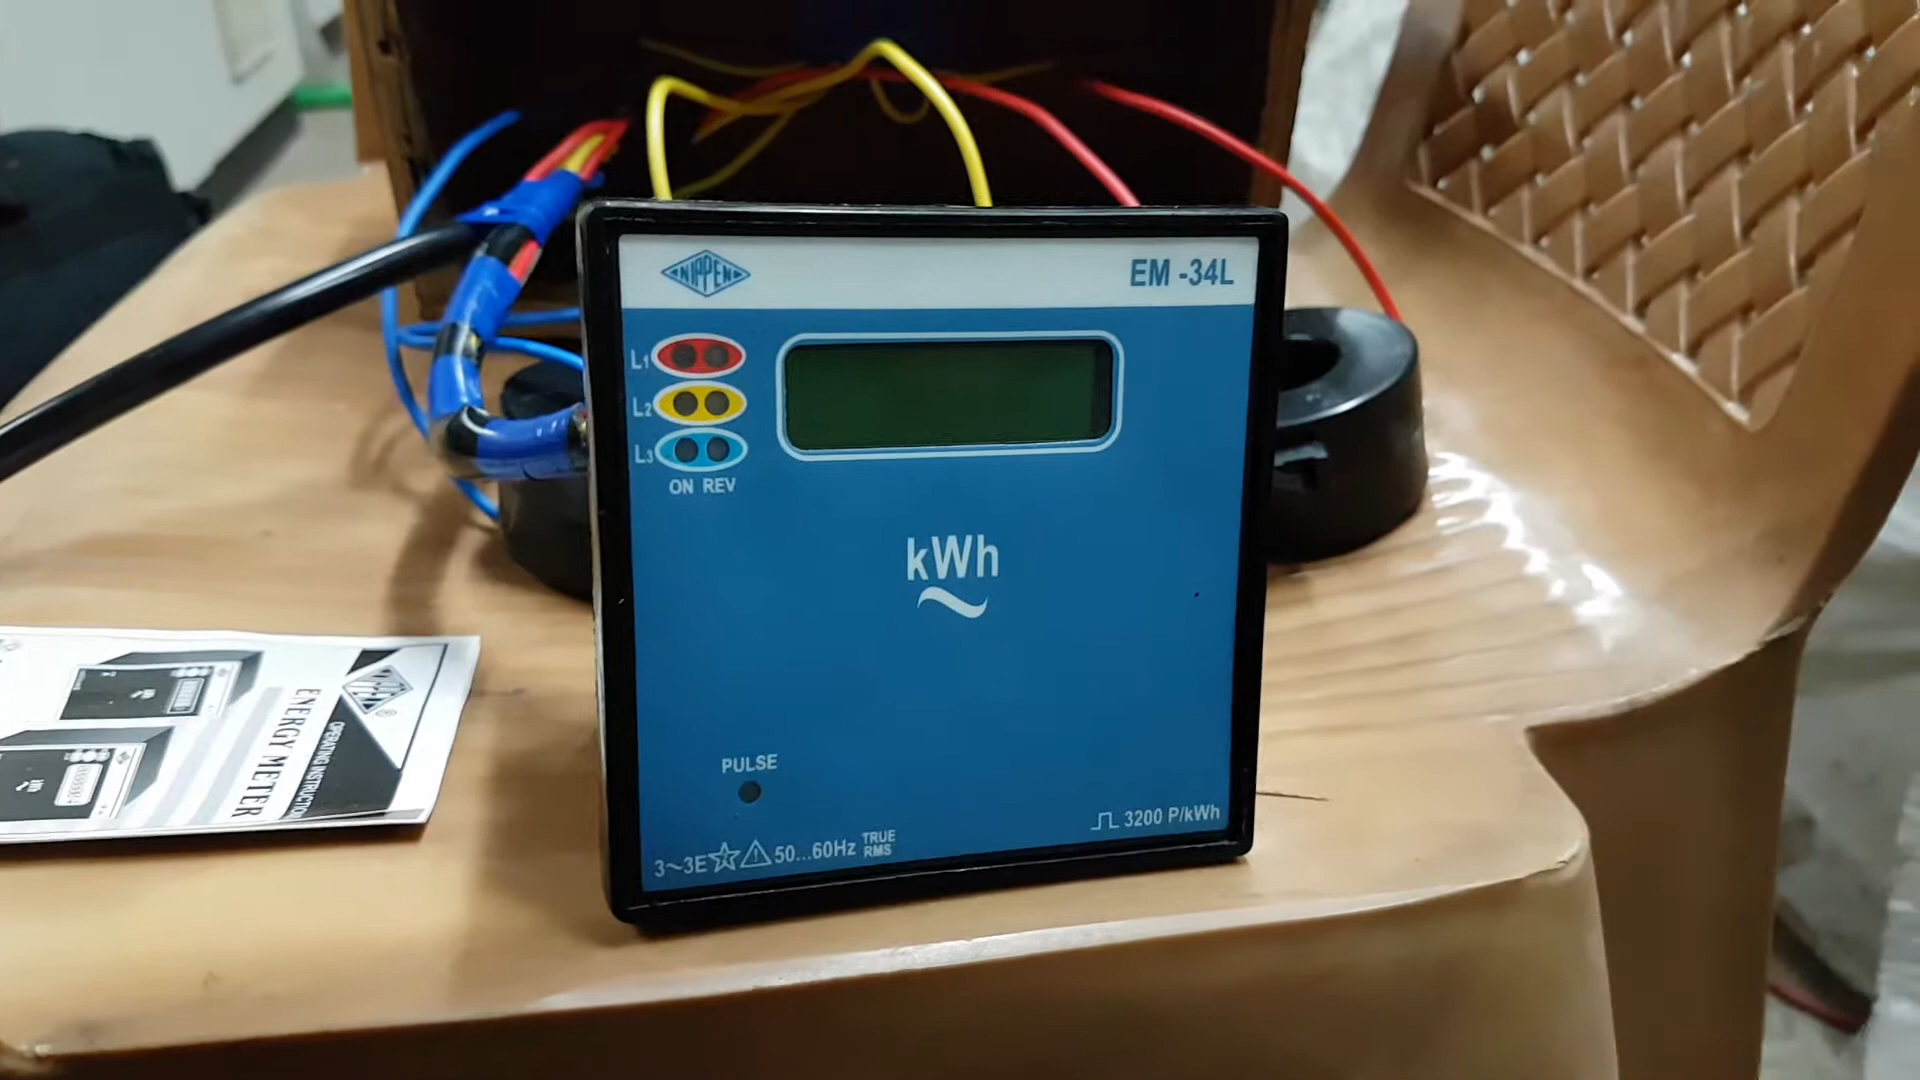 NIPPEN
EM -34L
L1
L2
L3
ON REV
kWh
PULSE
3~3E 50...60Hz TRUE RMS
3200 P/kWh
ENERGY METER
OPERATING INSTRUCTION